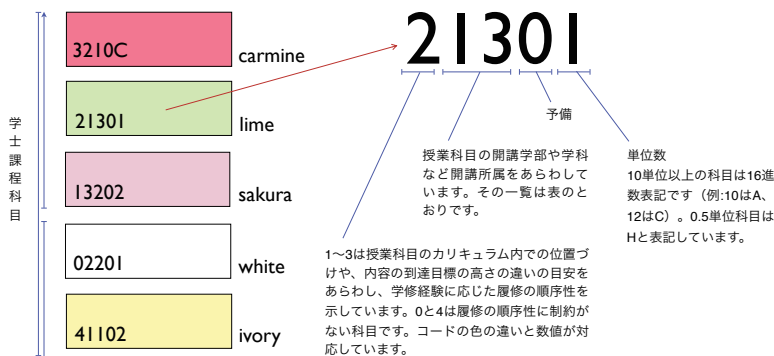 学士課程科目
3210C
carmine
21301
lime
13202
sakura
02201
white
41102
ivory
21301
予備
授業科目の開講学部や学科
など開講所属をあらわして
います。その一覧は表のと
おりです。
単位数
10単位以上の科目は16進
数表記です（例:10はA、
12はC）。0.5単位科目は
Hと表記しています。
1〜3は授業科目のカリキュラム内での位置づ
けや、内容の到達目標の高さの違いの目安を
あらわし、学修経験に応じた履修の順序性を
示しています。0と4は履修の順序性に制約が
ない科目です。コードの色の違いと数値が対
応しています。